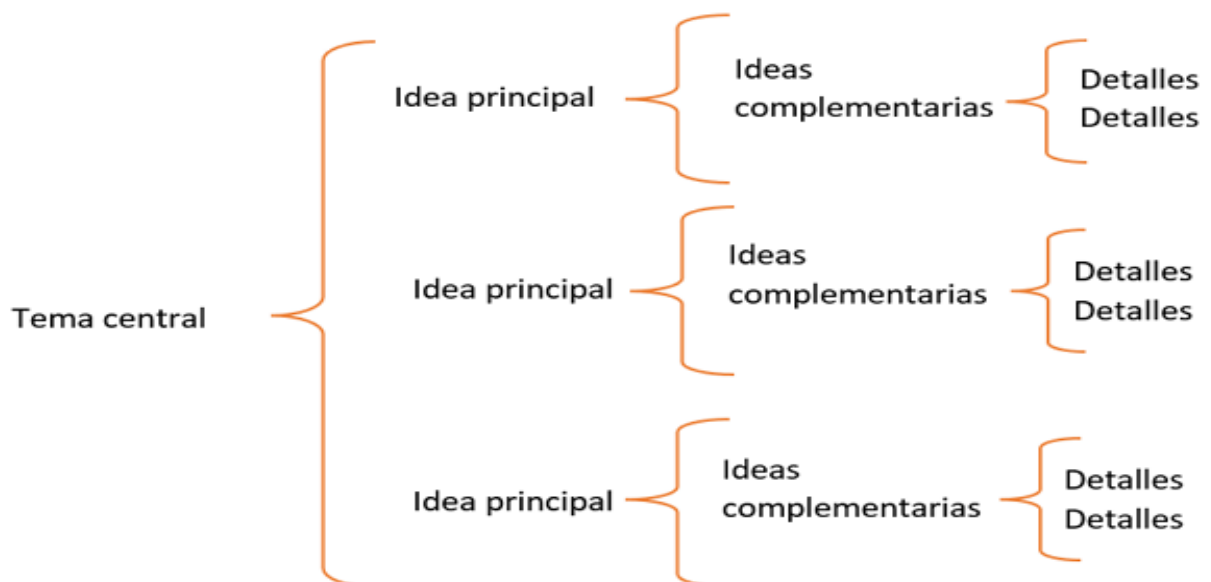 Tema central
Idea principal
Ideas
complementarias
Detalles
Detalles
Idea principal
Ideas
complementarias
Detalles
Detalles
Idea principal
Ideas
complementarias
Detalles
Detalles